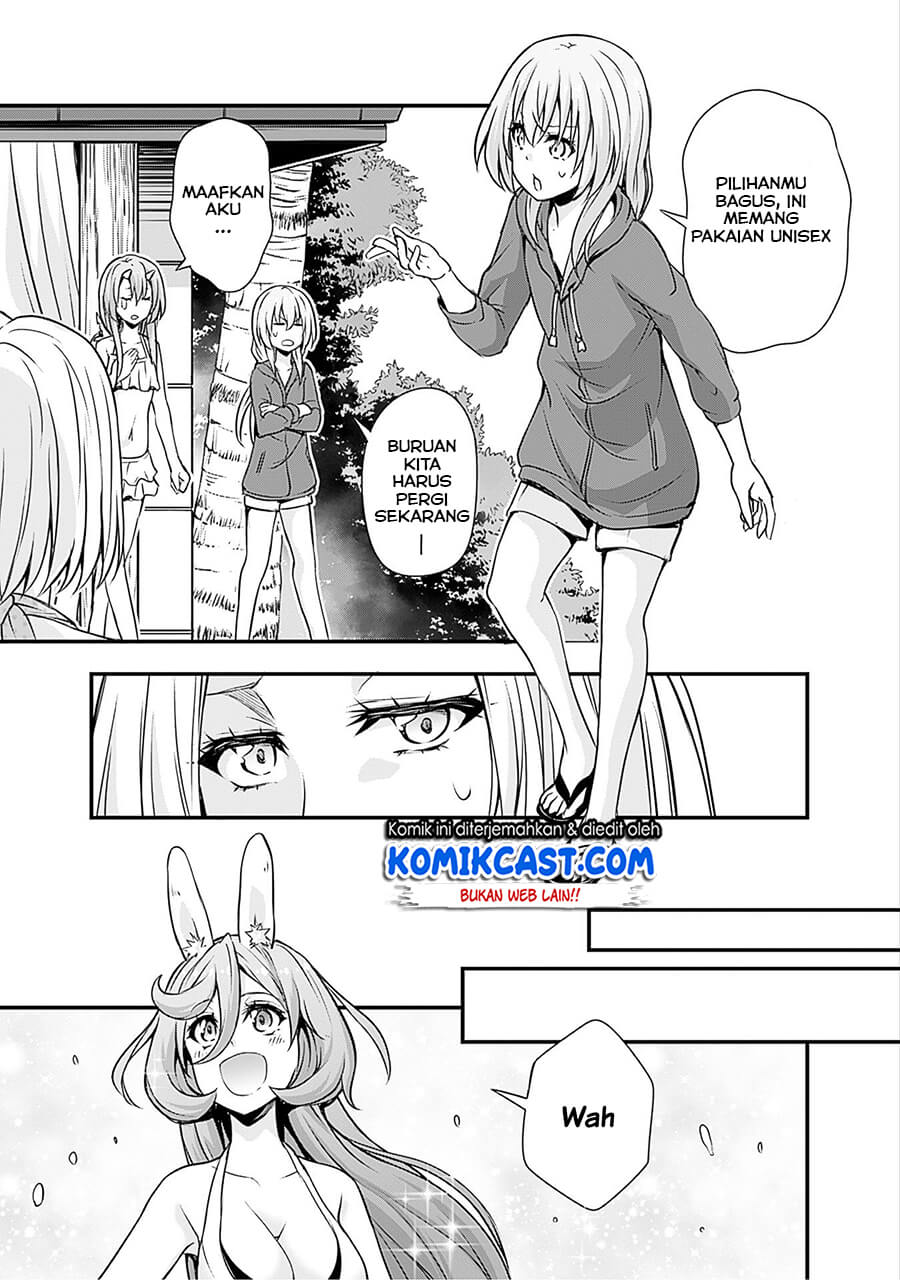 PILIHANMU
BAGUS, INI
MEMANG
PAKAIAN UNISEX
MAAFKAN
AKU
...
BURUAN
KITA
HARUS
PERGI
SEKARANG
|
Komik ini diterjemahkan & diedit oleh
KOMIKCAST.COM
BUKAN WEB LAIN!!
Wah